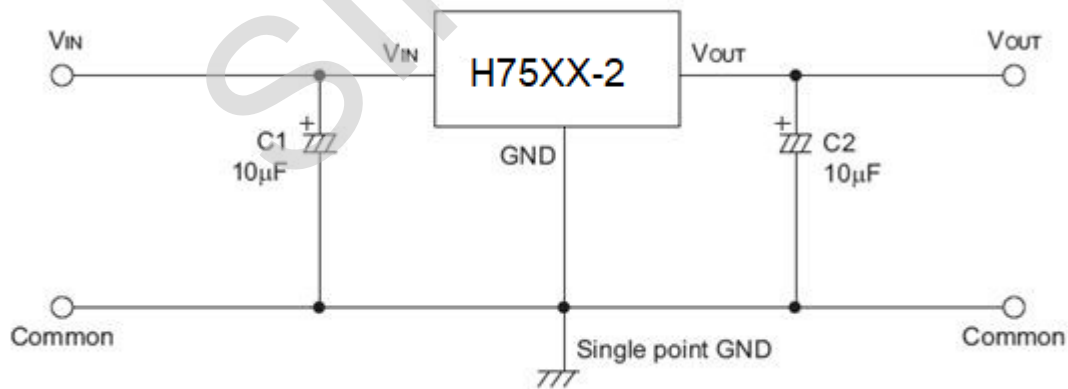 VIN
VIN
H75XX-2
VOUT
VOUT
+
C1
10μF
GND
+
C2
10μF
Common
Single point GND
Common